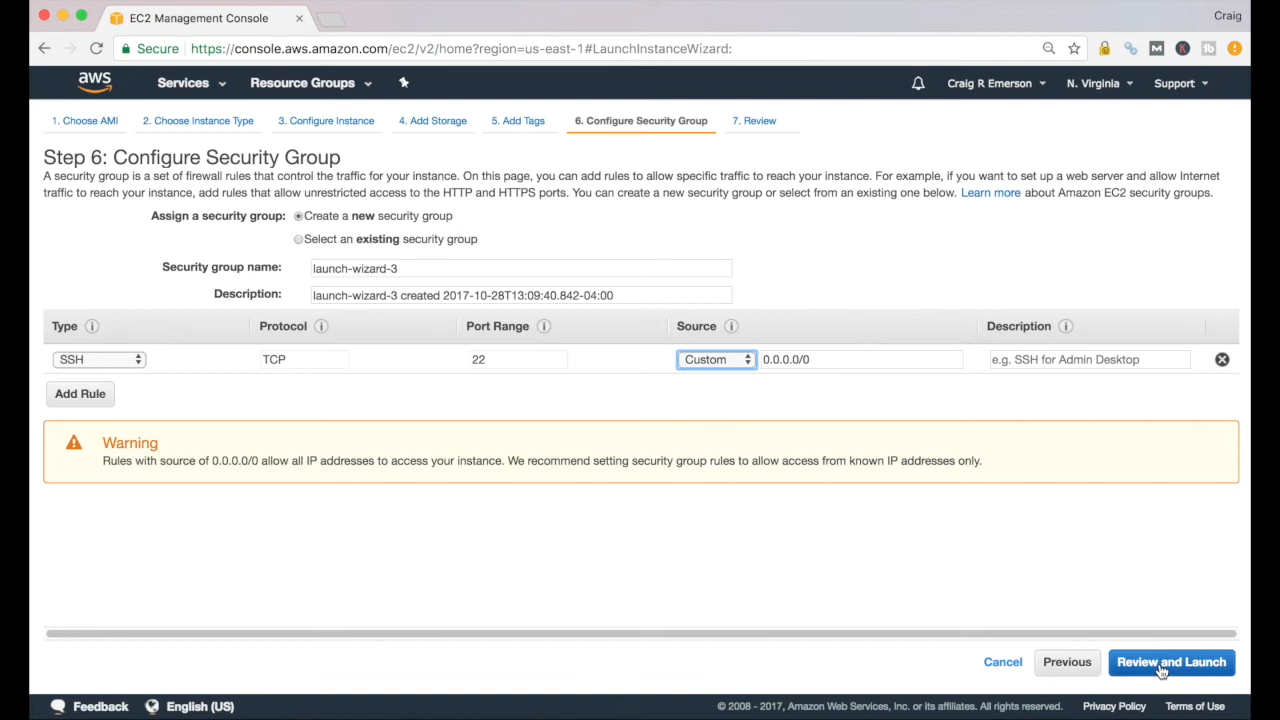 EC2 Management Console
Craig
Secure https://console.aws.amazon.com/ec2/v2/home?region=us-east-1#LaunchInstanceWizard:
aws Services Resource Groups Craig R Emerson N. Virginia Support
1. Choose AMI 2. Choose Instance Type 3. Configure Instance 4. Add Storage 5. Add Tags 6. Configure Security Group 7. Review
Step 6: Configure Security Group
A security group is a set of firewall rules that control the traffic for your instance. On this page, you can add rules to allow specific traffic to reach your instance. For example, if you want to set up a web server and allow Internet
traffic to reach your instance, add rules that allow unrestricted access to the HTTP and HTTPS ports. You can create a new security group or select from an existing one below. Learn more about Amazon EC2 security groups.
Assign a security group: Create a new security group
Select an existing security group
Security group name: launch-wizard-3
Description: launch-wizard-3 created 2017-10-28T13:09:40.842-04:00
Type i Protocol i Port Range i Source i Description i
SSH TCP 22 Custom 0.0.0.0/0 e.g. SSH for Admin Desktop
Add Rule
Warning
Rules with source of 0.0.0.0/0 allow all IP addresses to access your instance. We recommend setting security group rules to allow access from known IP addresses only.
Cancel Previous Review and Launch
Feedback English (US) © 2008 - 2017, Amazon Web Services, Inc. or its affiliates. All rights reserved. Privacy Policy Terms of Use